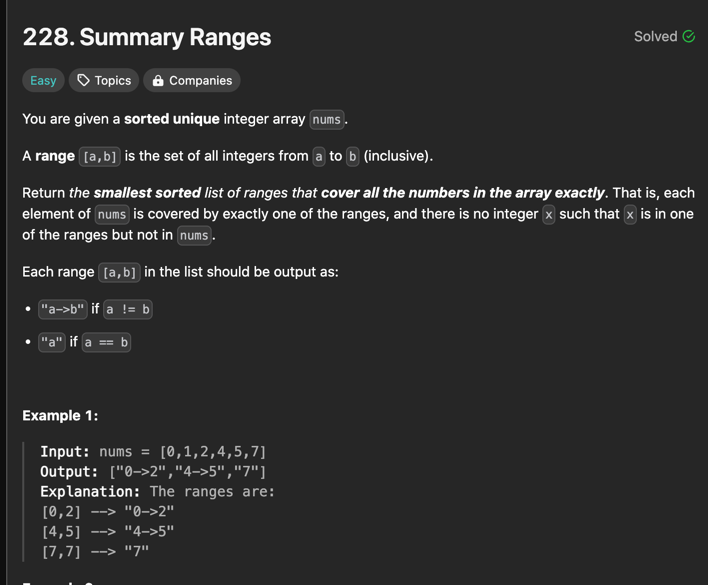 228. Summary Ranges
Solved
Easy
Topics
Companies
You are given a sorted unique integer array nums.
A range [a,b] is the set of all integers from a to b (inclusive).
Return the smallest sorted list of ranges that cover all the numbers in the array exactly. That is, each
element of nums is covered by exactly one of the ranges, and there is no integer x such that x is in one
of the ranges but not in nums.
Each range [a,b] in the list should be output as:
• "a->b" if a != b
• "a" if a == b
Example 1:
Input: nums = [0,1,2,4,5,7]
Output: ["0->2","4->5","7"]
Explanation: The ranges are:
[0,2] --> "0->2"
[4,5] --> "4->5"
[7,7] --> "7"